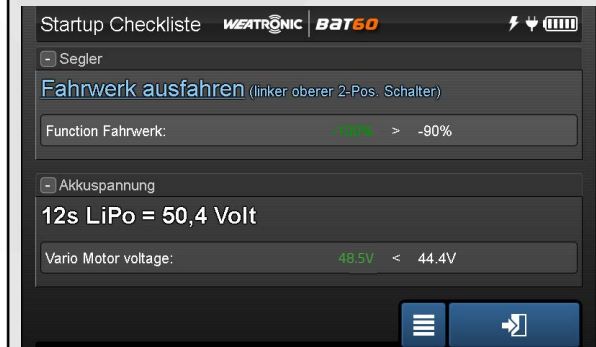 Startup Checkliste WEATRONIC BAT60
- Segler
Fahrwerk ausfahren (linker oberer 2-Pos. Schalter)
Function Fahrwerk: -100% > -90%
- Akkuspannung
12s LiPo = 50,4 Volt
Vario Motor voltage: 48.5V < 44.4V